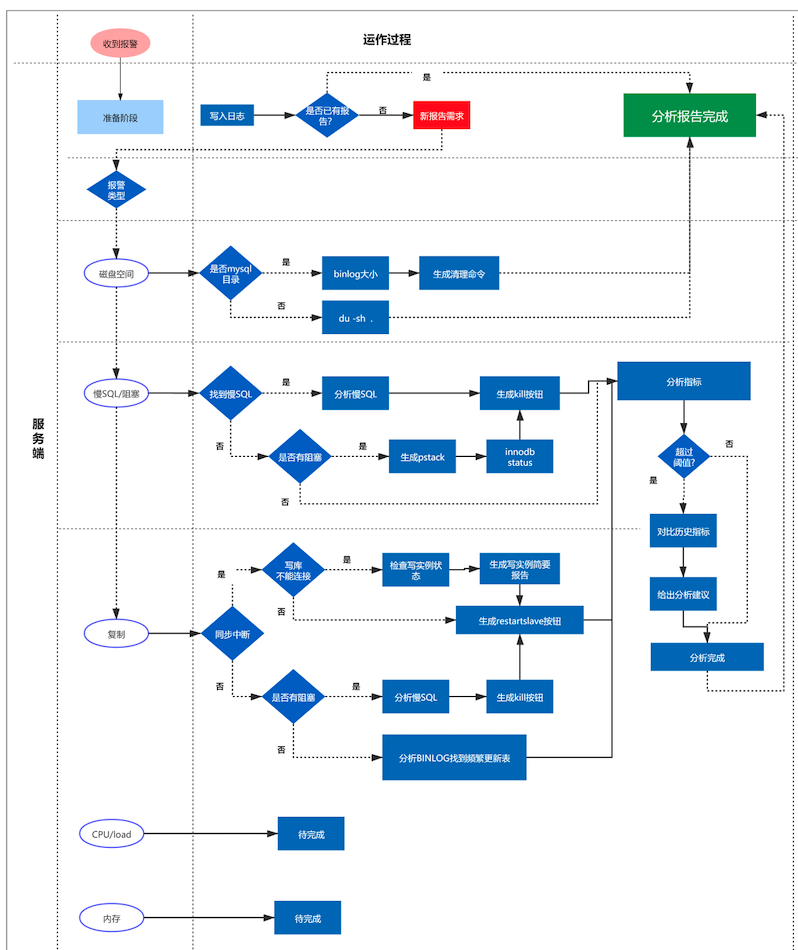 收到报警
运作过程
是
准备阶段
写入日志
是否已有报
告?
否
新报告需求
分析报告完成
报警
类型
磁盘空间
是否mysql
目录
是
binlog大小
生成清理命令
否
du -sh .
服
务
端
慢SQL/阻塞
找到慢SQL
是
分析慢SQL
生成kill按钮
分析指标
否
是否有阻塞
是
生成pstack
innodb
status
否
超过
阈值?
否
是
对比历史指标
给出分析建议
分析完成
复制
同步中断
是
写库
不能连接
是
检查写实例状
态
生成写实例简要
报告
否
生成restartslave按钮
否
是否有阻塞
是
分析慢SQL
生成kill按钮
否
分析BINLOG找到频繁更新表
CPU/load
待完成
内存
待完成